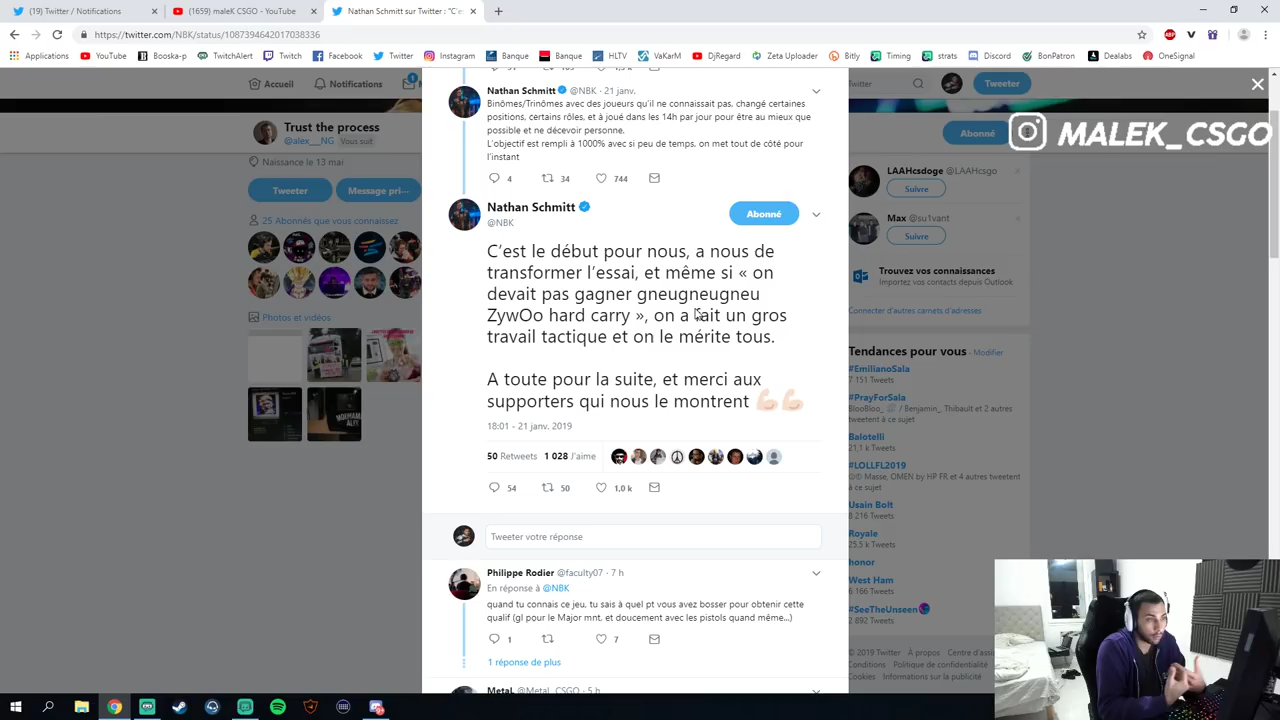 (19) Twitter / Notifications
(1659) maleK CSGO - YouTube
Nathan Schmitt sur Twitter : "C'e
https://twitter.com/NBK/status/1087394642017038336
Applications
YouTube
Booska-p
TwitchAlert
Twitch
Facebook
Twitter
Instagram
Banque
Banque
HLTV
VaKarM
DjRegard
Zeta Uploader
Bitly
Timing
strats
Discord
BonPatron
Dealabs
OneSignal
Accueil
Notifications
1
Twitter
Tweeter
Trust the process
@alex___NG Vous suit
Naissance le 13 mai
Tweeter
Message pri...
25 Abonnés que vous connaissez
Photos et vidéos
Nathan Schmitt @NBK · 21 janv.
Binômes/Trinômes avec des joueurs qu'il ne connaissait pas, changé certaines
positions, certains rôles, et à joué dans les 14h par jour pour être au mieux que
possible et ne décevoir personne.
L'objectif est rempli à 1000% avec si peu de temps, on met tout de côté pour
l'instant
4
34
744
Nathan Schmitt
@NBK
Abonné
C'est le début pour nous, a nous de
transformer l'essai, et même si « on
devait pas gagner gneugneugneu
ZywOo hard carry », on a fait un gros
travail tactique et on le mérite tous.
A toute pour la suite, et merci aux
supporters qui nous le montrent
18:01 - 21 janv. 2019
50 Retweets 1 028 J'aime
54
50
1,0 k
Tweeter votre réponse
Philippe Rodier @faculty07 · 7 h
En réponse à @NBK
quand tu connais ce jeu, tu sais à quel pt vous avez bosser pour obtenir cette
qualif (gl pour le Major mnt, et doucement avec les pistols quand même...)
1
7
1 réponse de plus
MetaL @Metal_CSGO · 5 h
Abonné
MALEK_CSGO
LAAHcsdoge @LAAHcsgo
Suivre
Max @su1vant
Suivre
Trouvez vos connaissances
Importez vos contacts depuis Outlook
Connecter d'autres carnets d'adresses
Tendances pour vous · Modifier
#EmilianoSala
7 151 Tweets
#PrayForSala
BlooBloo_ / Benjamin_ Thibault et 2 autres
tweetent à ce sujet
Balotelli
21,1 k Tweets
#LOLLFL2019
Masse, OMEN by HP FR et 4 autres tweetent
à ce sujet
Usain Bolt
8 216 Tweets
Royale
25,5 k Tweets
honor
West Ham
6 166 Tweets
#SeeTheUnseen
2 892 Tweets
© 2019 Twitter À propos Centre d'assi
Conditions Politique de confidentialité
Cookies Informations sur la publicité